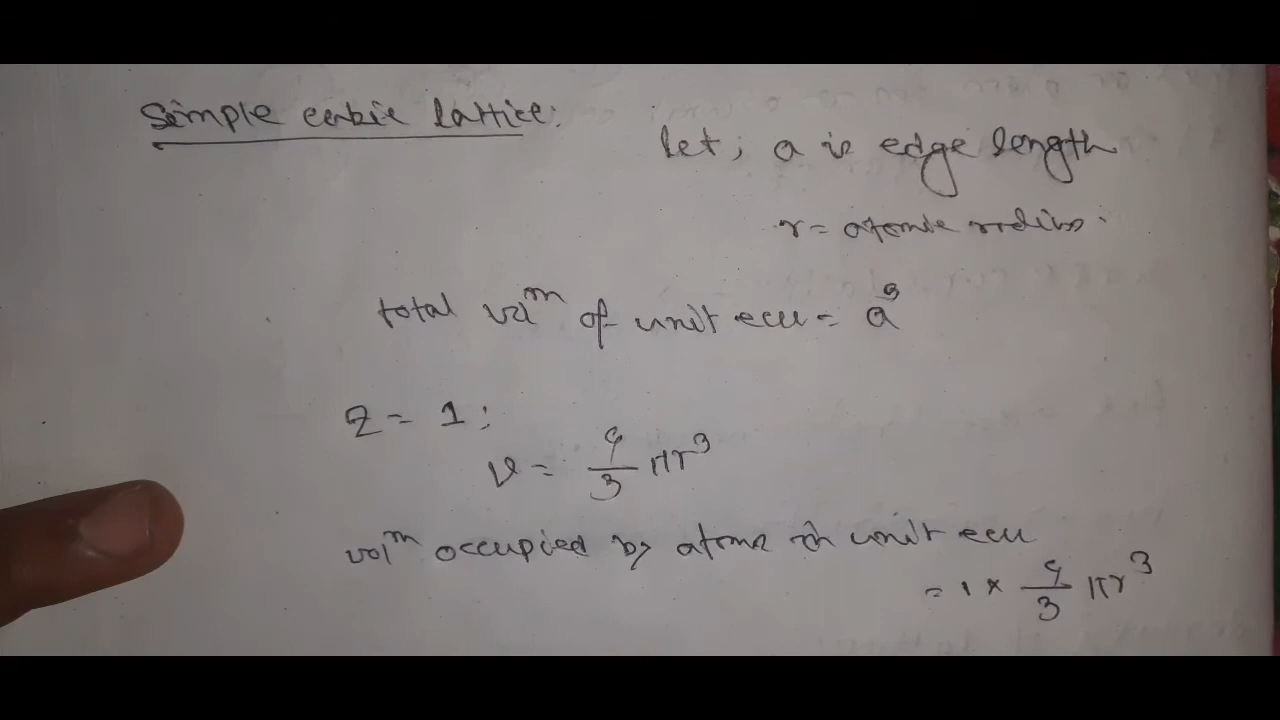 Simple cubic lattice:
let, a is edge length
r = atomic radius.
total volᵐ of unit cell = a³
Z = 1;
V = 4/3 πr³
volᵐ occupied by atoms in unit cell
= 1 × 4/3 πr³